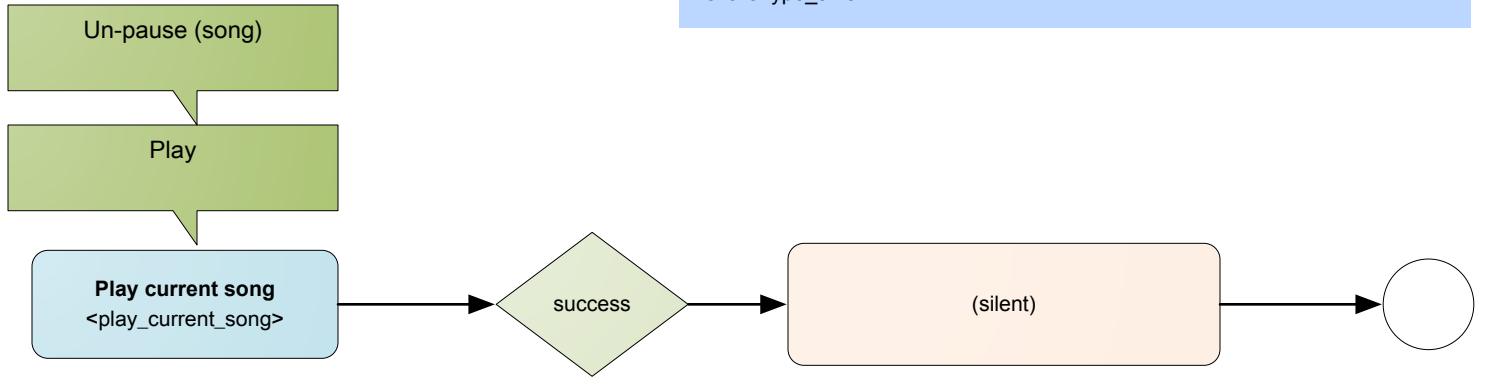 Un-pause (song)
Play
Play current song
<play_current_song>
success
(silent)